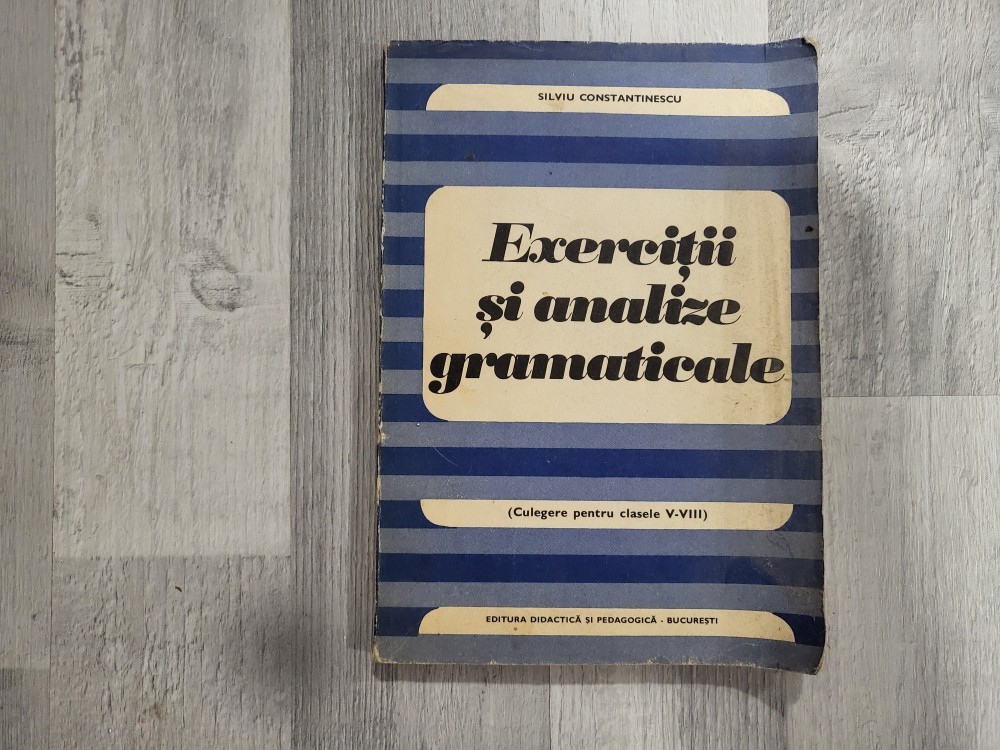 SILVIU CONSTANTINESCU
Exerciții
și analize
gramaticale
(Culegere pentru clasele V-VIII)
EDITURA DIDACTICĂ ȘI PEDAGOGICĂ - BUCUREȘTI